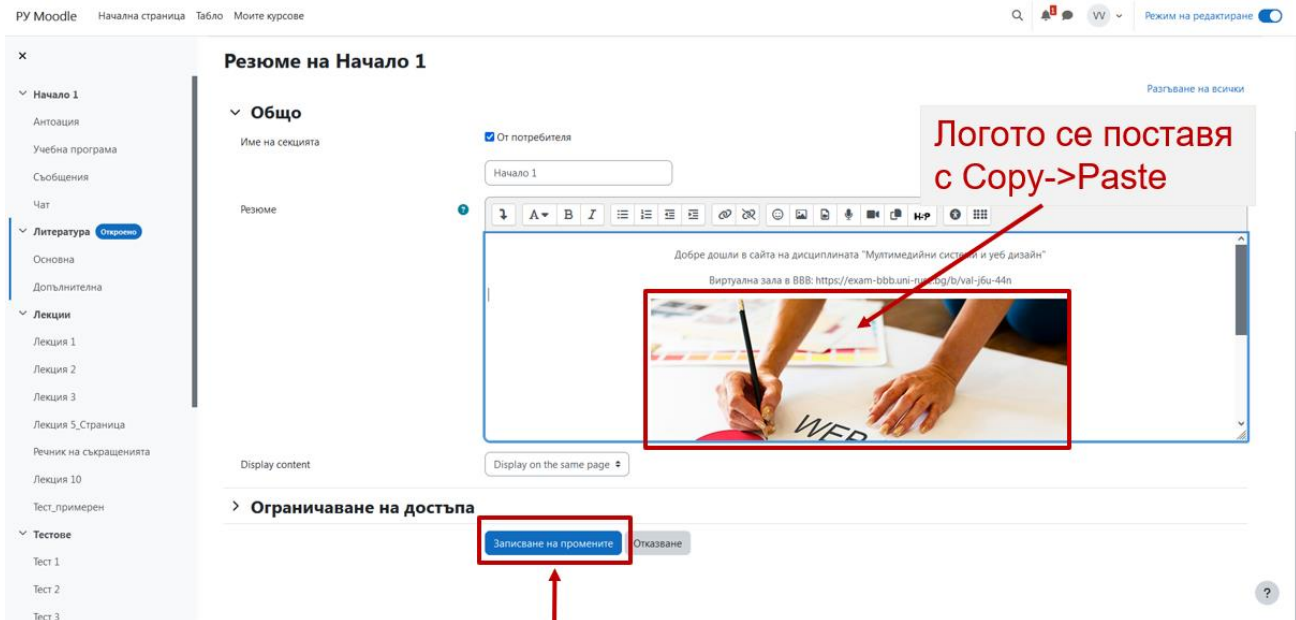 РУ Moodle Начална страница Табло Моите курсове 1 VV Режим на редактиране
Резюме на Начало 1
Разгъване на всички
Начало 1
Антоация
Учебна програма
Съобщения
Чат
Литература Откроено
Основна
Допълнителна
Лекции
Лекция 1
Лекция 2
Лекция 3
Лекция 5_Страница
Речник на съкращенията
Лекция 10
Тест_примерен
Тестове
Тест 1
Тест 2
Тест 3
Общо
Име на секцията
От потребителя
Начало 1
Резюме
A B I H-P
Добре дошли в сайта на дисциплината "Мултимедийни системи и уеб дизайн"
Виртуална зала в BBB: https://exam-bbb.uni-ruse.bg/b/val-j6u-44n
WEB
Логото се поставя
с Copy->Paste
Display content
Display on the same page
Ограничаване на достъпа
Записване на промените Отказване
?